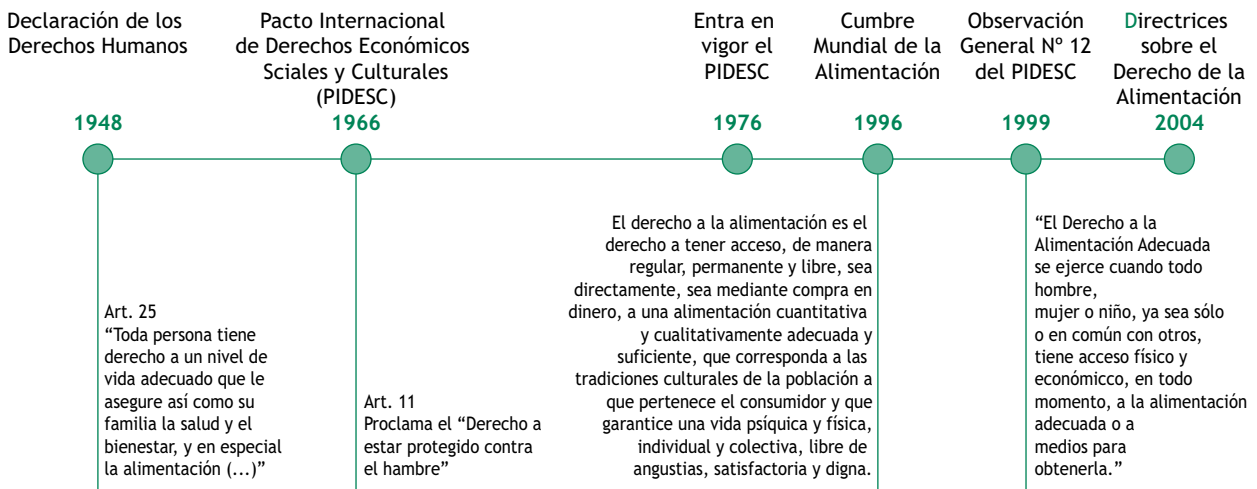 Declaración de los
Derechos Humanos
1948
Pacto Internacional
de Derechos Económicos
Sciales y Culturales
(PIDESC)
1966
Entra en
vigor el
PIDESC
1976
Cumbre
Mundial de la
Alimentación
1996
Observación
General Nº 12
del PIDESC
1999
Directrices
sobre el
Derecho de la
Alimentación
2004
Art. 25
“Toda persona tiene
derecho a un nivel de
vida adecuado que le
asegure así como su
familia la salud y el
bienestar, y en especial
la alimentación (...)”
Art. 11
Proclama el “Derecho a
estar protegido contra
el hambre”
El derecho a la alimentación es el
derecho a tener acceso, de manera
regular, permanente y libre, sea
directamente, sea mediante compra en
dinero, a una alimentación cuantitativa
y cualitativamente adecuada y
suficiente, que corresponda a las
tradiciones culturales de la población a
que pertenece el consumidor y que
garantice una vida psíquica y física,
individual y colectiva, libre de
angustias, satisfactoria y digna.
“El Derecho a la
Alimentación Adecuada
se ejerce cuando todo
hombre,
mujer o niño, ya sea sólo
o en común con otros,
tiene acceso físico y
económicco, en todo
momento, a la alimentación
adecuada o a
medios para
obtenerla.”